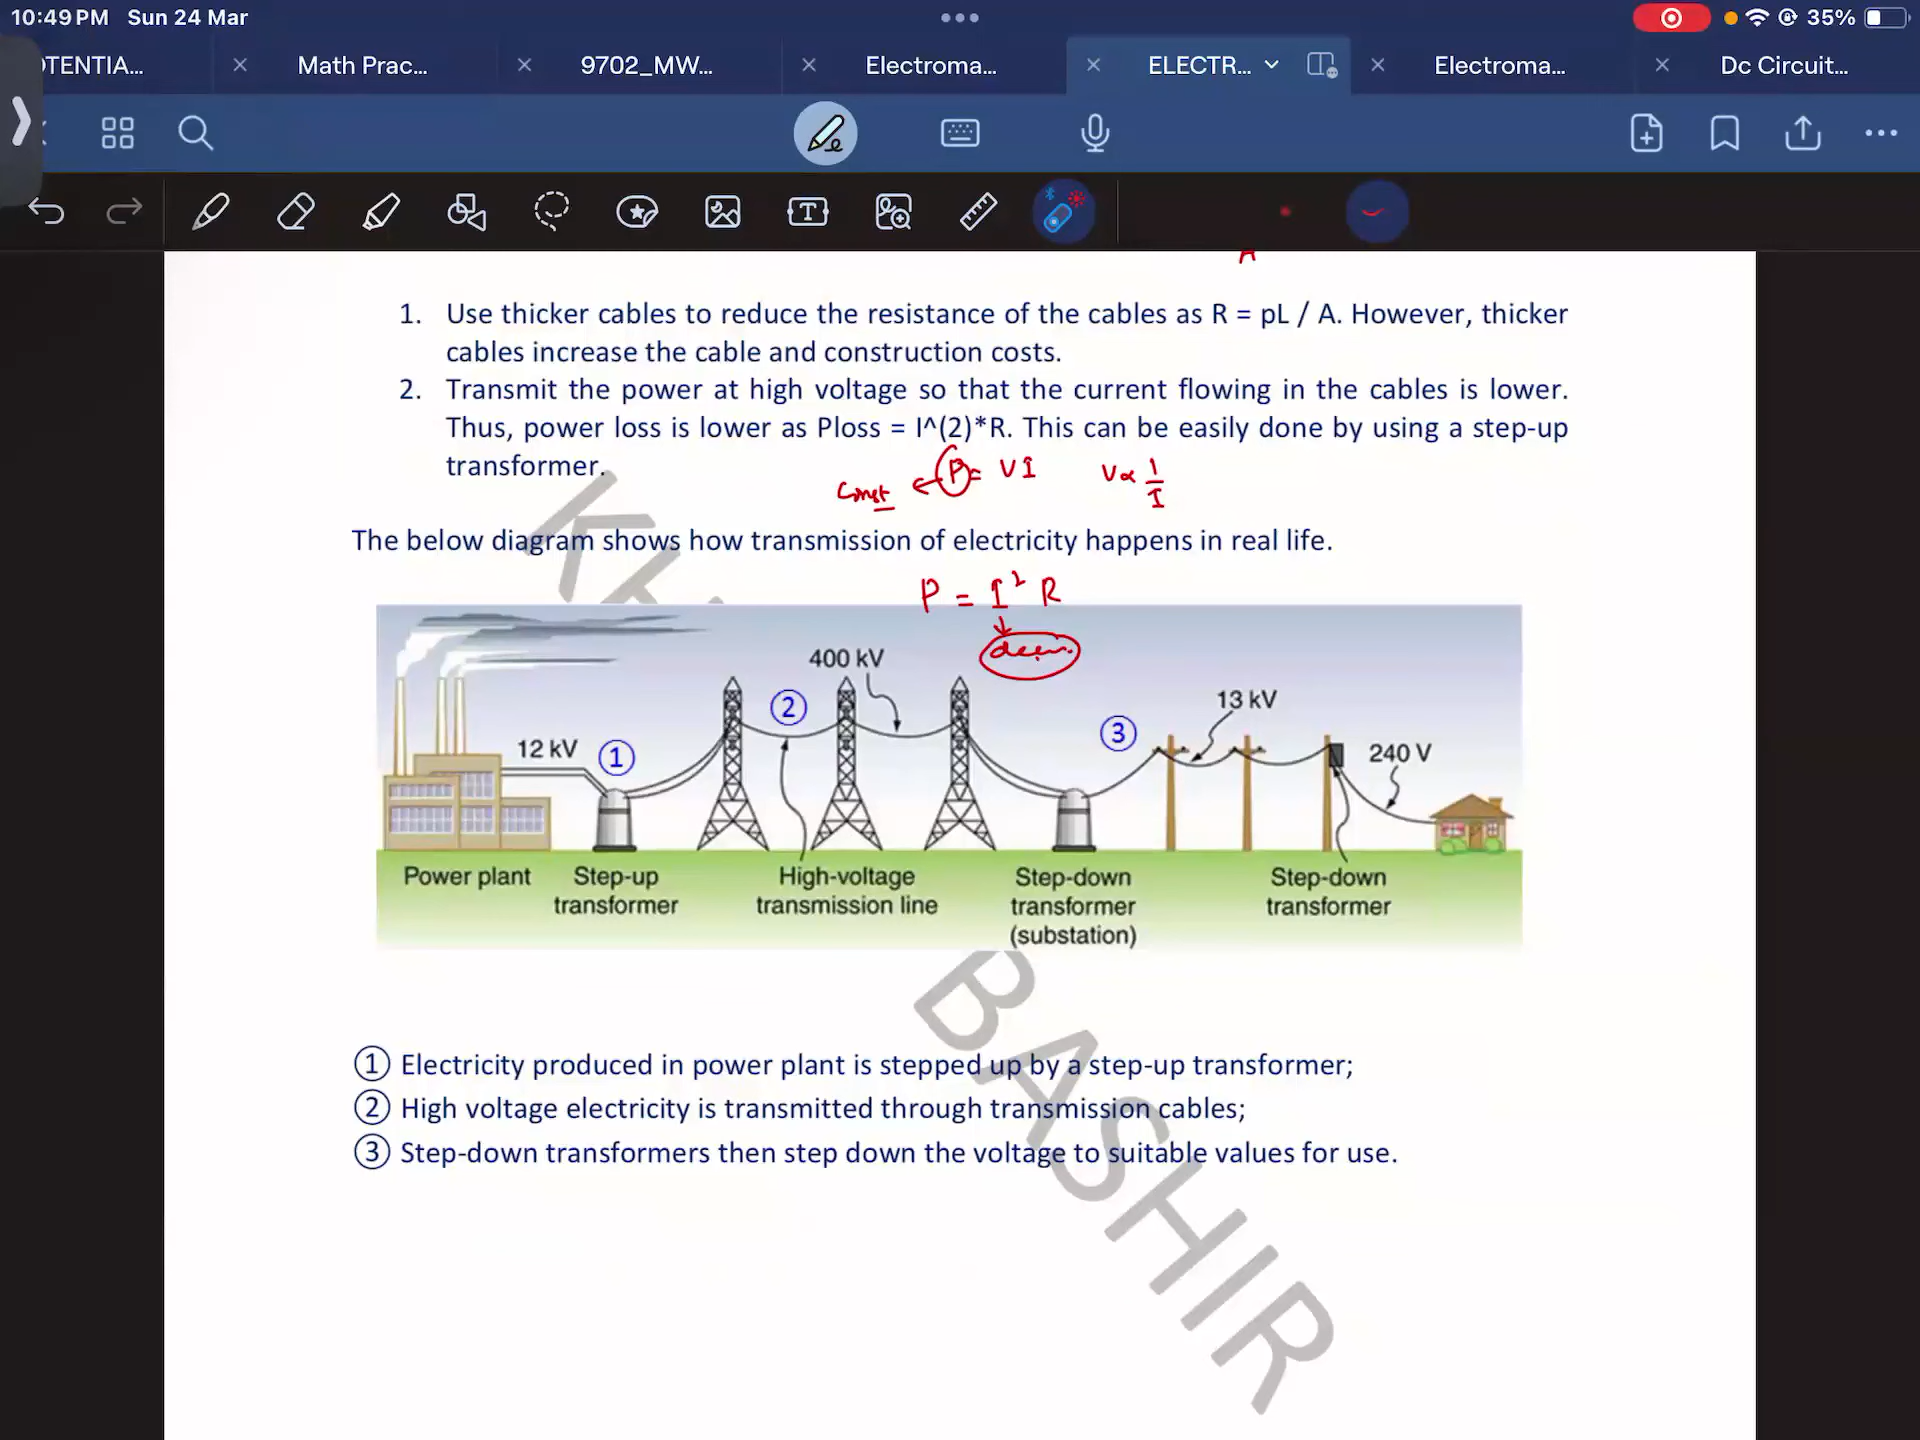 10:49 PM Sun 24 Mar
35%
OTENTIA...
Math Prac...
9702_MW...
Electroma...
ELECTR...
Electroma...
Dc Circuit...
A
1. Use thicker cables to reduce the resistance of the cables as R = pL / A. However, thicker
cables increase the cable and construction costs.
2. Transmit the power at high voltage so that the current flowing in the cables is lower.
Thus, power loss is lower as Ploss = I^(2)*R. This can be easily done by using a step-up
transformer.
Const ← P = VI V∝ 1/I
The below diagram shows how transmission of electricity happens in real life.
P = I² R
400 kV
2
13 kV
3
12 kV
1
240 V
Power plant
Step-up
transformer
High-voltage
transmission line
Step-down
transformer
(substation)
Step-down
transformer
① Electricity produced in power plant is stepped up by a step-up transformer;
② High voltage electricity is transmitted through transmission cables;
③ Step-down transformers then step down the voltage to suitable values for use.
BASHIR